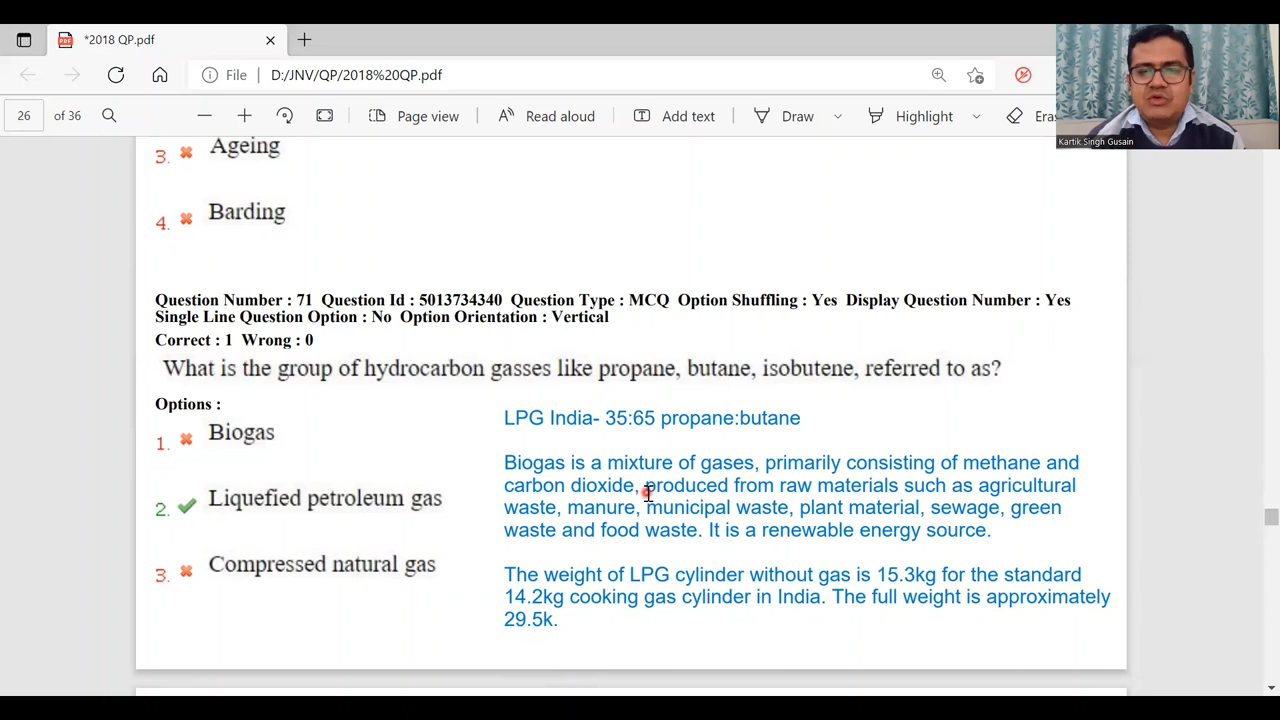 *2018 QP.pdf
File D:/JNV/QP/2018%20QP.pdf
26 of 36 Page view Read aloud Add text Draw Highlight Eras
Kartik Singh Gusain
3. Ageing
4. Barding
Question Number : 71 Question Id : 5013734340 Question Type : MCQ Option Shuffling : Yes Display Question Number : Yes
Single Line Question Option : No Option Orientation : Vertical
Correct : 1 Wrong : 0
What is the group of hydrocarbon gasses like propane, butane, isobutene, referred to as?
Options :
1. Biogas
2. Liquefied petroleum gas
3. Compressed natural gas
LPG India- 35:65 propane:butane
Biogas is a mixture of gases, primarily consisting of methane and
carbon dioxide, produced from raw materials such as agricultural
waste, manure, municipal waste, plant material, sewage, green
waste and food waste. It is a renewable energy source.
The weight of LPG cylinder without gas is 15.3kg for the standard
14.2kg cooking gas cylinder in India. The full weight is approximately
29.5k.